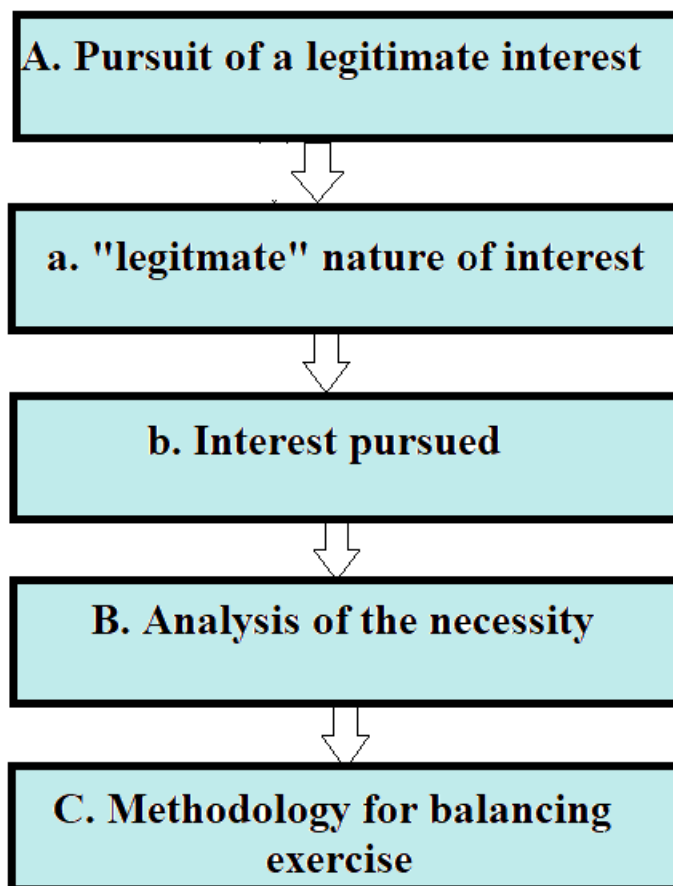 A. Pursuit of a legitimate interest
a. "legitmate" nature of interest
b. Interest pursued
B. Analysis of the necessity
C. Methodology for balancing
exercise